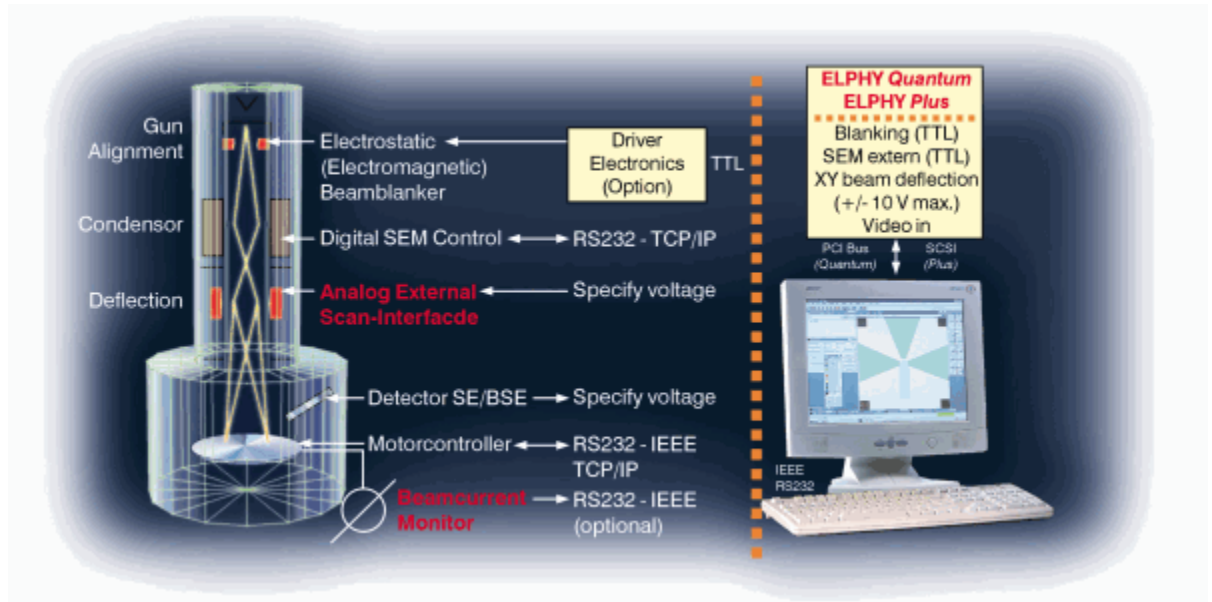 Gun
Alignment
Condensor
Deflection
Electrostatic
(Electromagnetic)
Beamblanker
Driver
Electronics
(Option)
TTL
Digital SEM Control
RS232 - TCP/IP
Analog External
Scan-Interfacde
Specify voltage
Detector SE/BSE
Specify voltage
Motorcontroller
RS232 - IEEE
TCP/IP
Beamcurrent
Monitor
RS232 - IEEE
(optional)
ELPHY Quantum
ELPHY Plus
Blanking (TTL)
SEM extern (TTL)
XY beam deflection
(+/- 10 V max.)
Video in
PCI Bus
(Quantum)
SCSI
(Plus)
IEEE
RS232